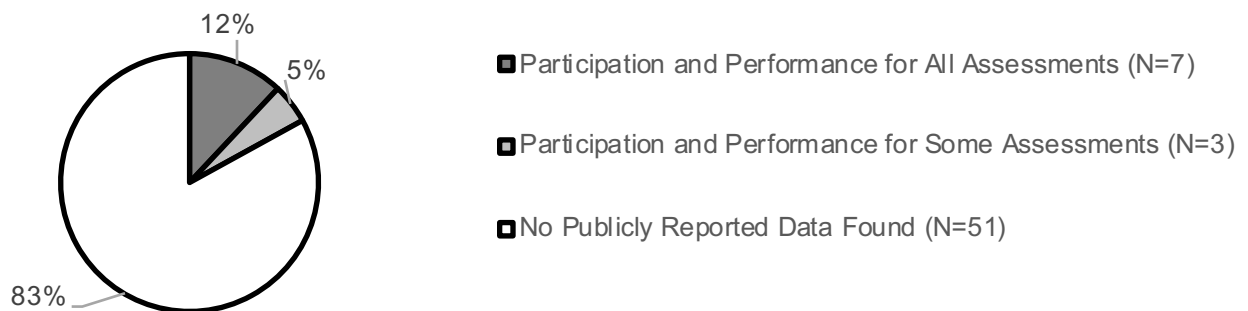 12%
5%
83%
Participation and Performance for All Assessments (N=7)
Participation and Performance for Some Assessments (N=3)
No Publicly Reported Data Found (N=51)